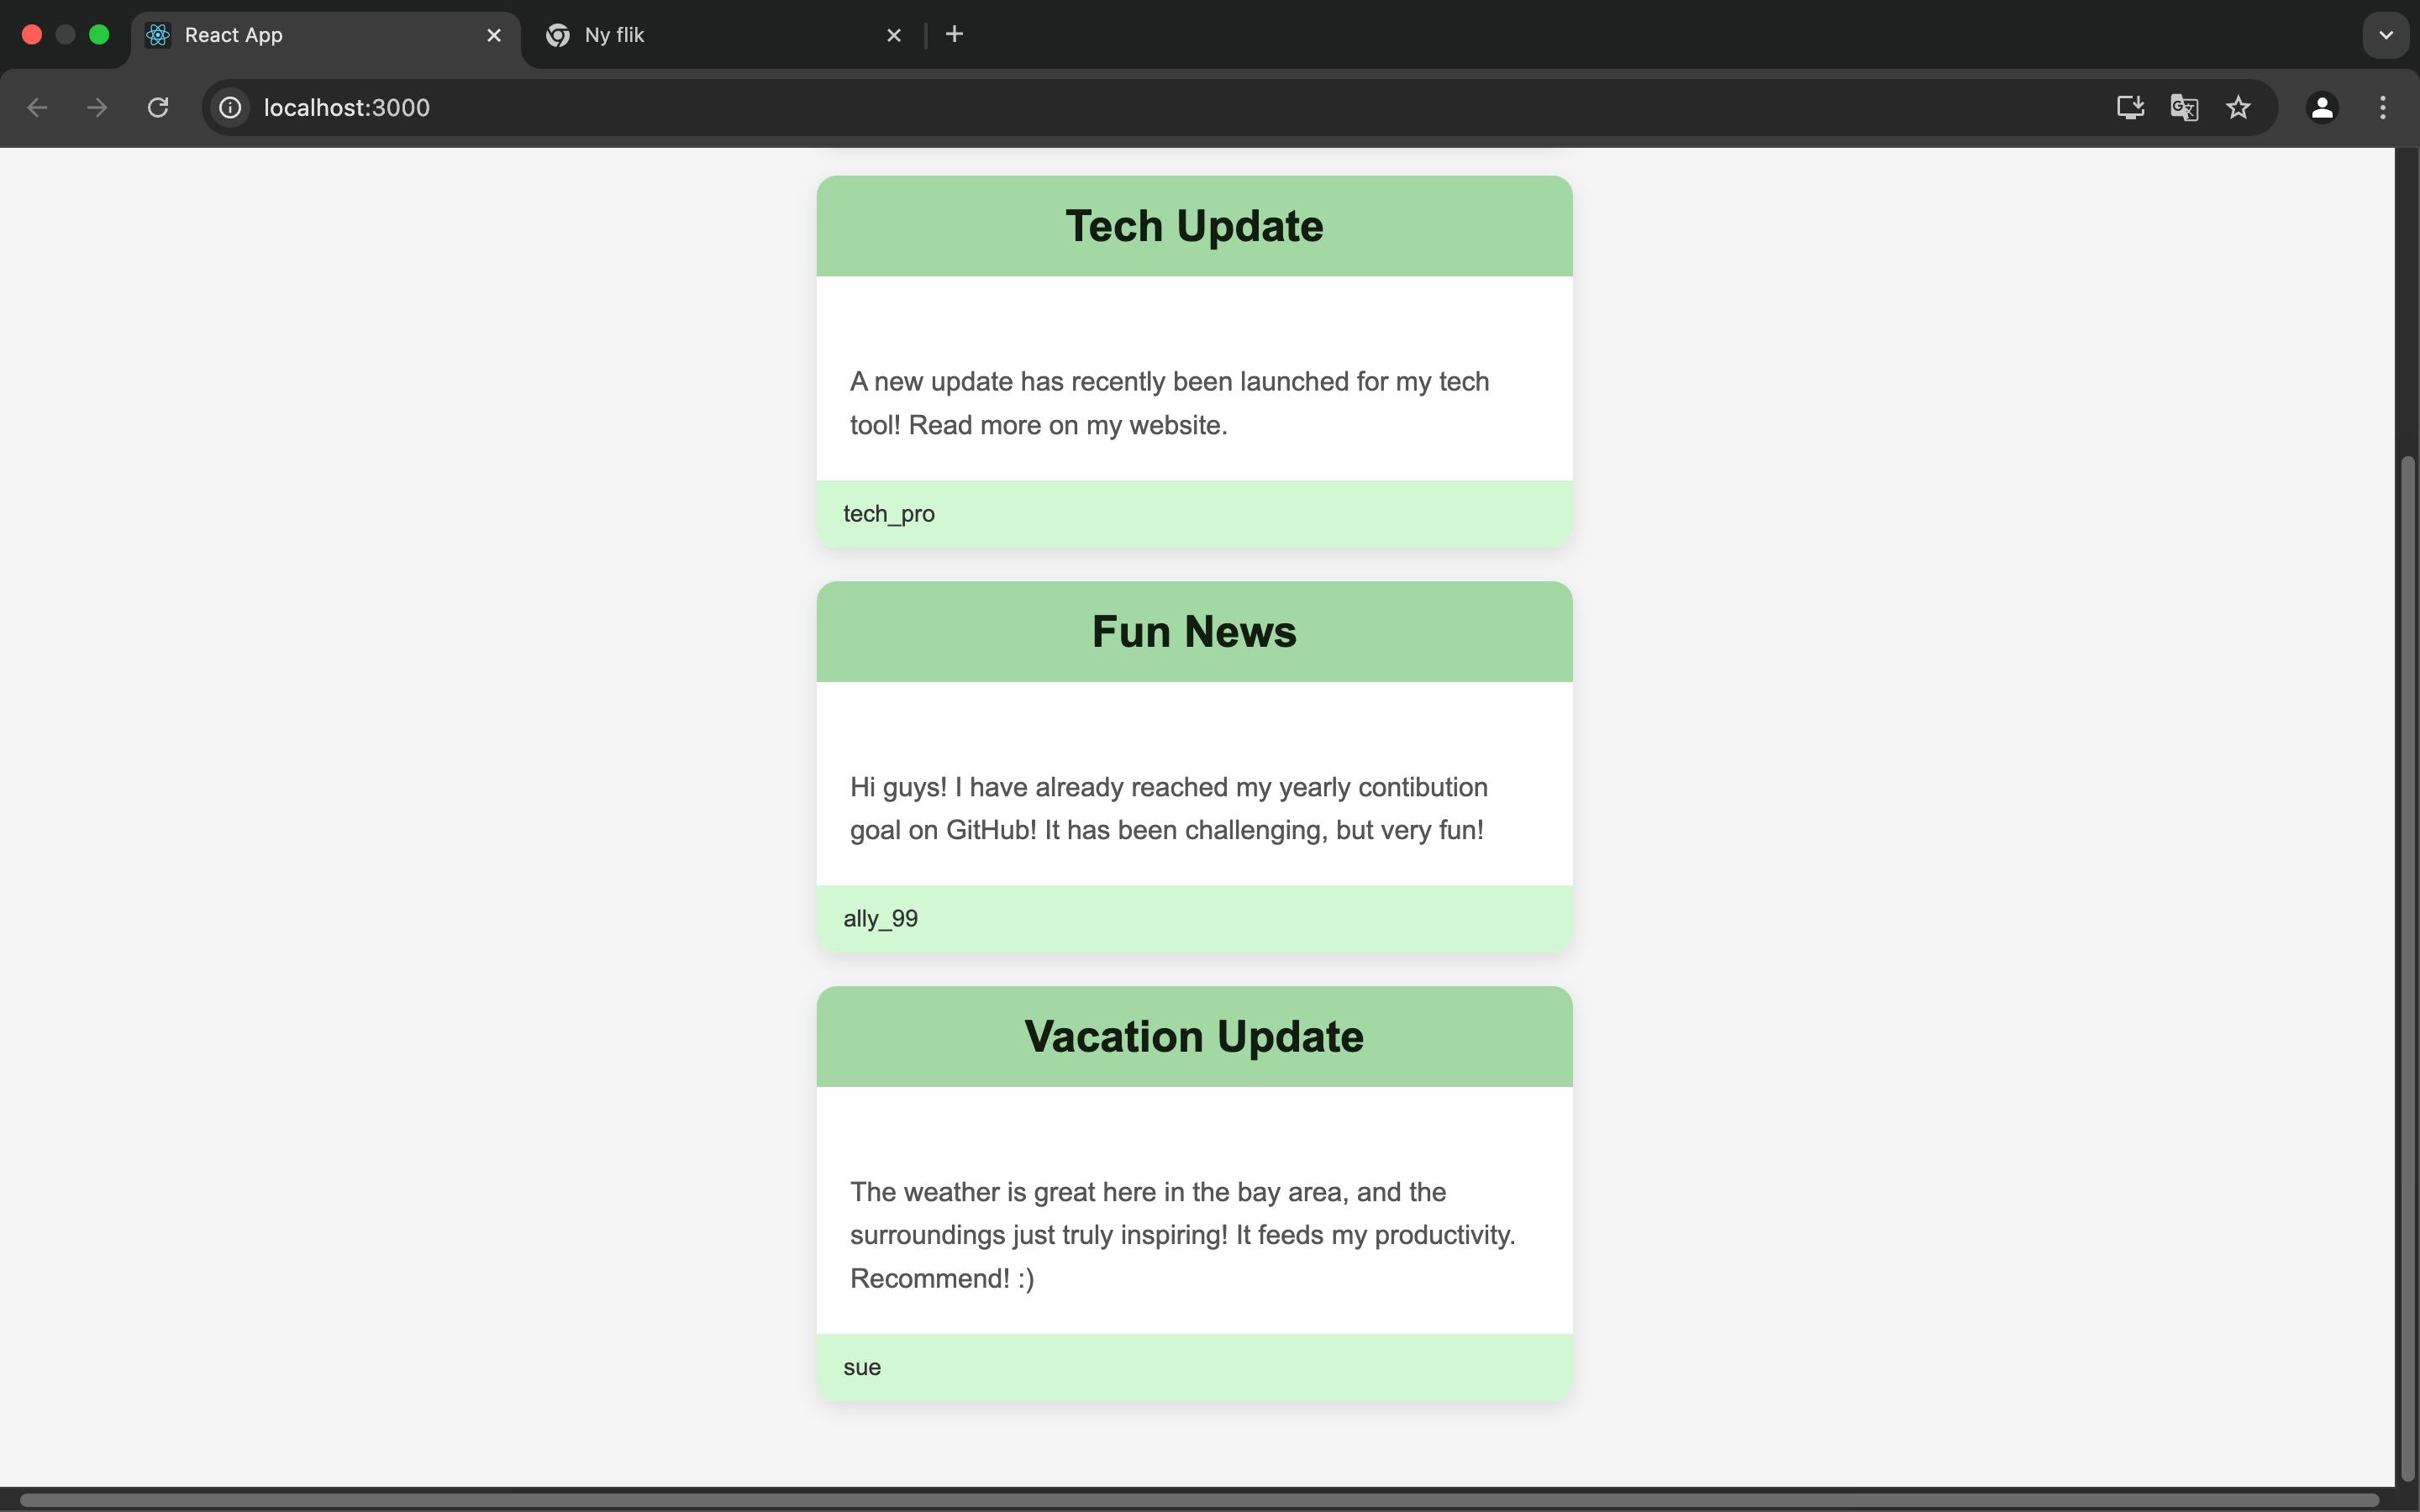 React App
Ny flik
localhost:3000
Tech Update
A new update has recently been launched for my tech
tool! Read more on my website.
tech_pro
Fun News
Hi guys! I have already reached my yearly contibution
goal on GitHub! It has been challenging, but very fun!
ally_99
Vacation Update
The weather is great here in the bay area, and the
surroundings just truly inspiring! It feeds my productivity.
Recommend! :)
sue